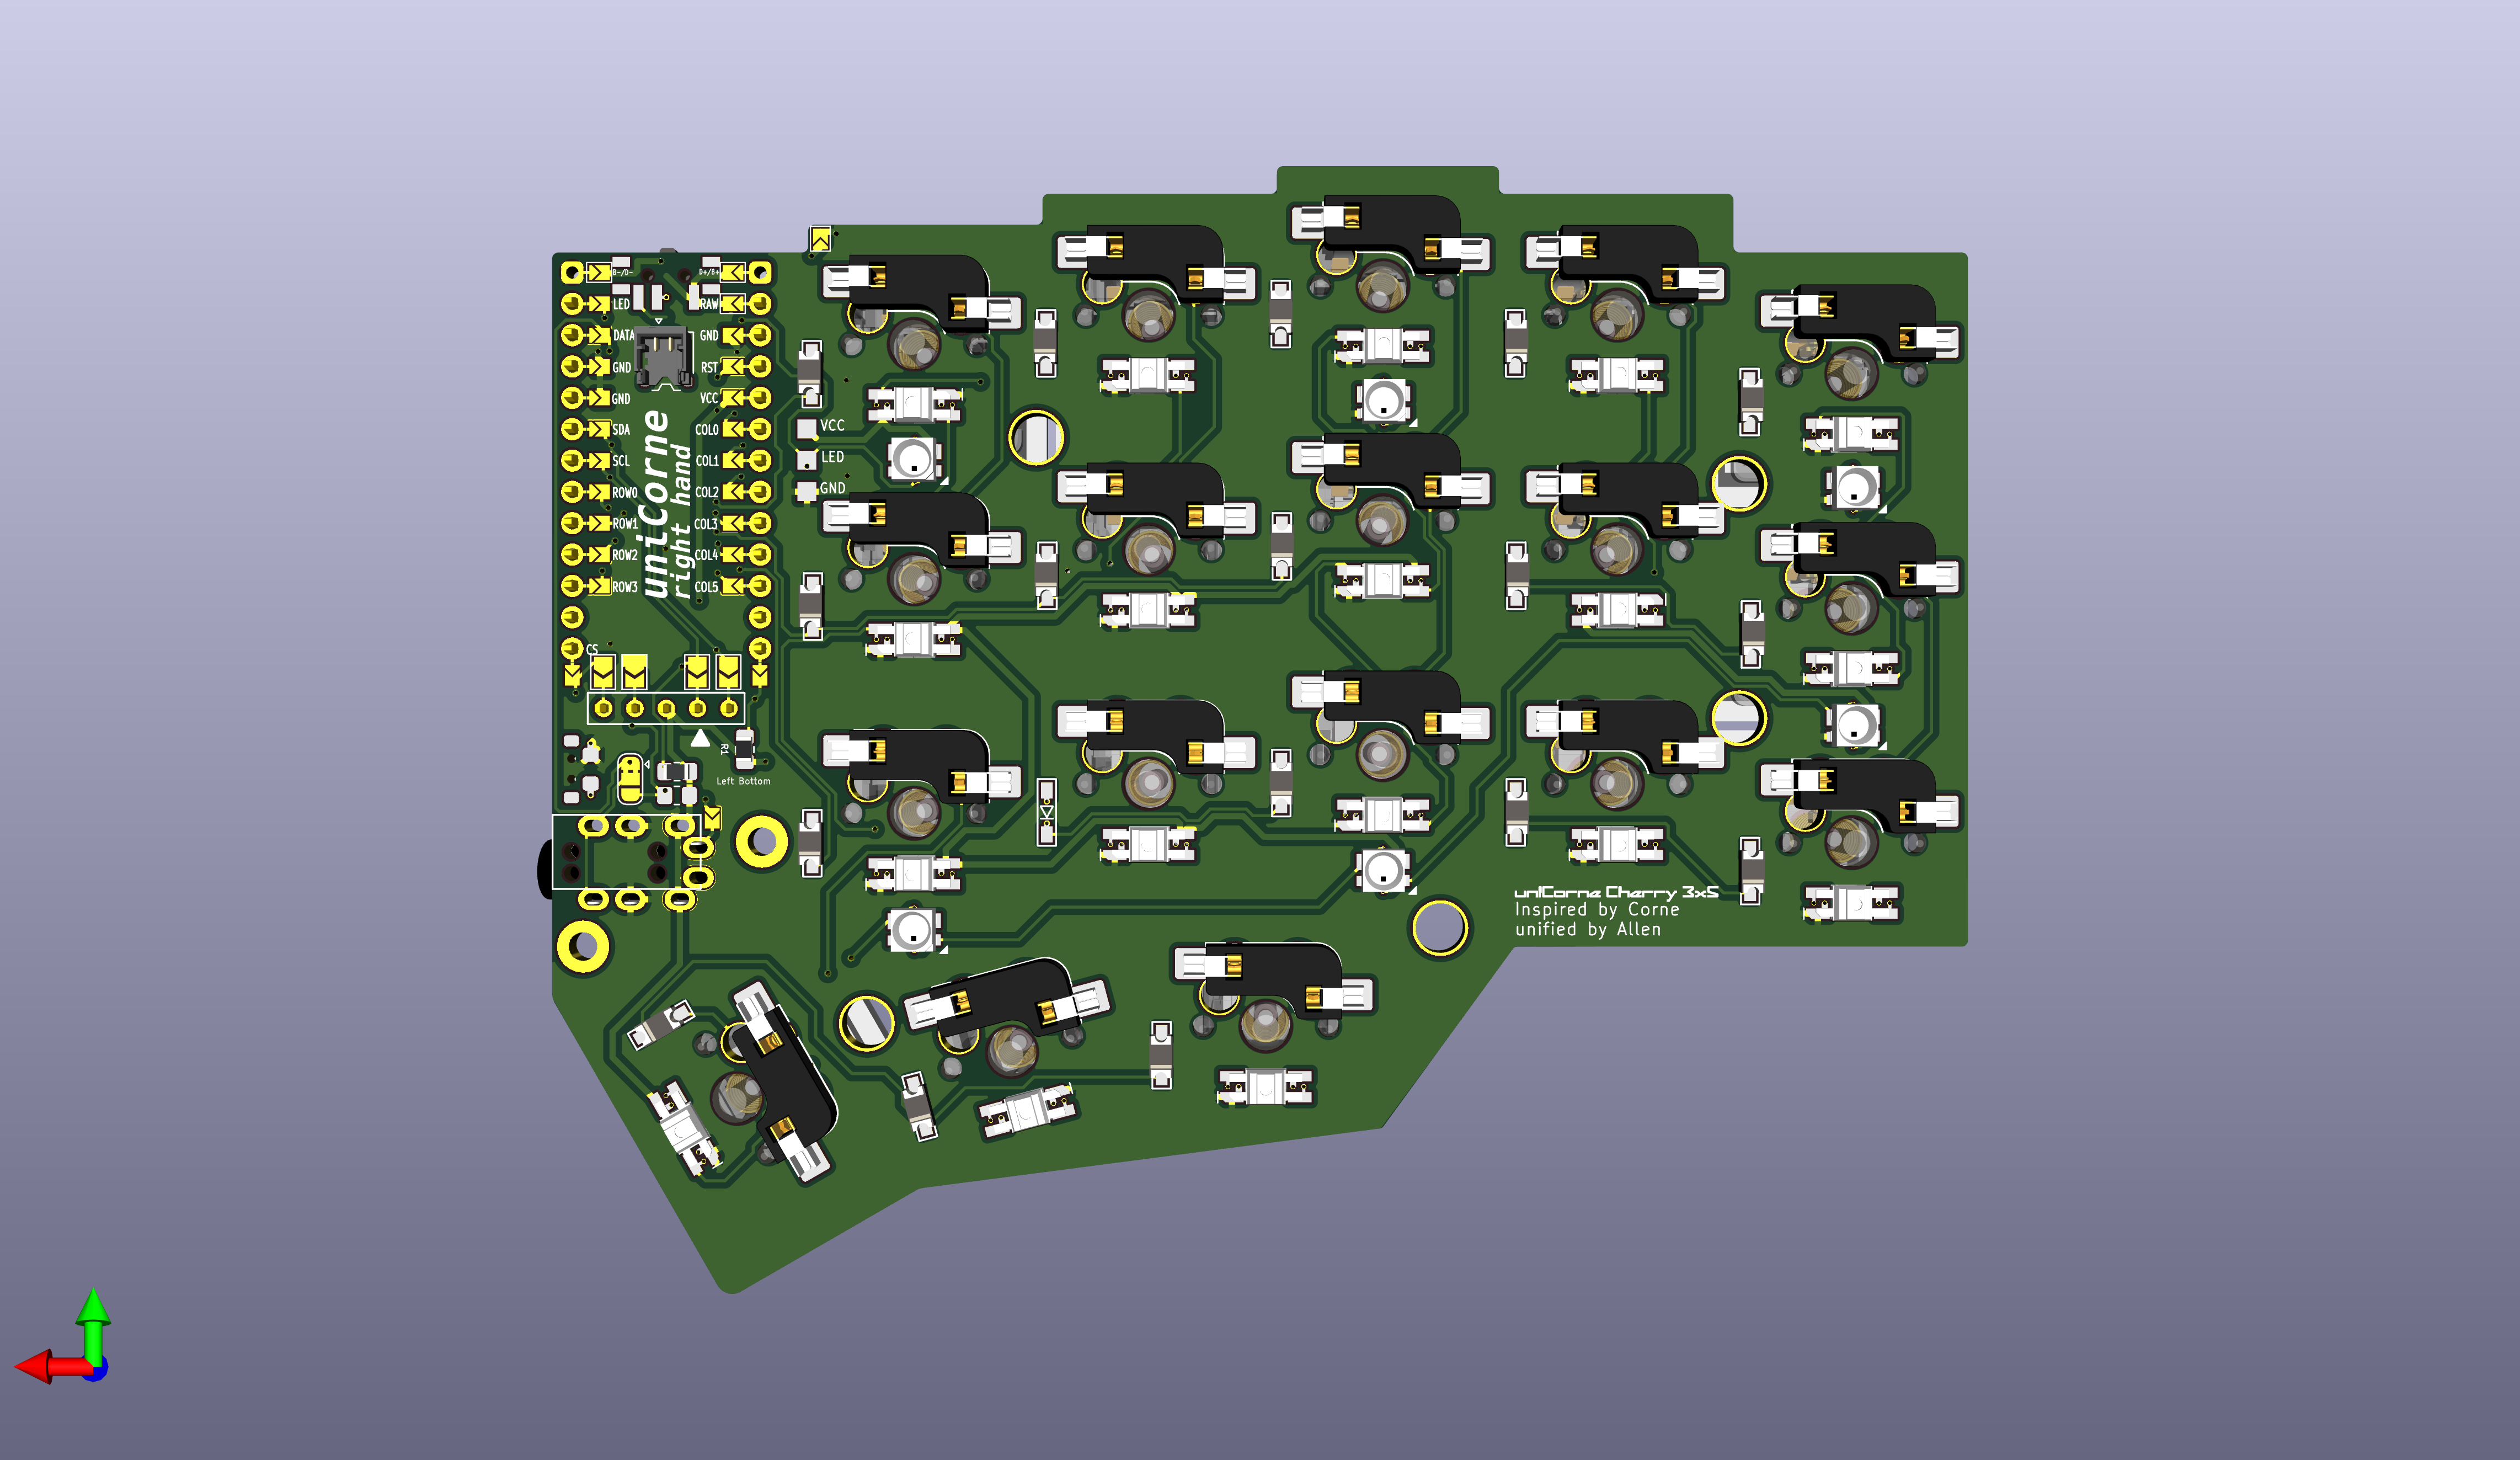 B-/D-
D+/B+
LED
RAW
DATA
GND
GND
RST
GND
VCC
SDA
COL0
SCL
COL1
ROW0
COL2
ROW1
COL3
ROW2
COL4
ROW3
COL5
uniCorne
right hand
CS
VCC
LED
GND
R1
Left Bottom
uniCorne Cherry 3x5
Inspired by Corne
unified by Allen